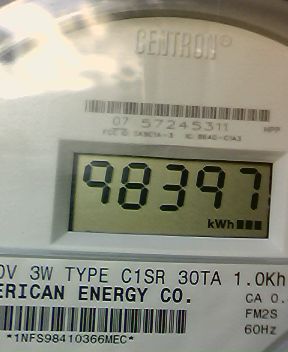 CENTRON®
07 57245311 HPP
98397
kWh
0V 3W TYPE C1SR 30TA 1.0Kh
ERICAN ENERGY CO. CA 0.
FM2S
*1NFS98410366MEC* 60Hz